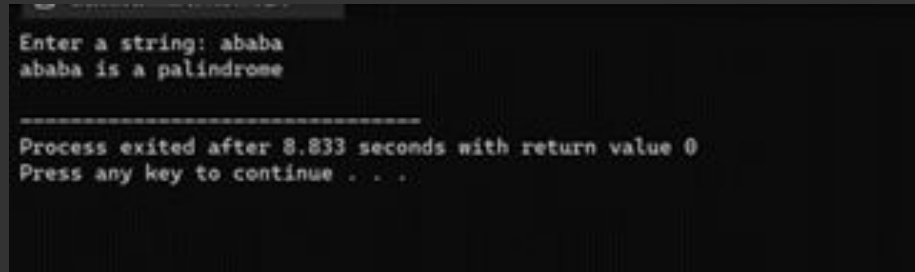 Enter a string: ababa
ababa is a palindrome
--------------------------------
Process exited after 8.833 seconds with return value 0
Press any key to continue . . .